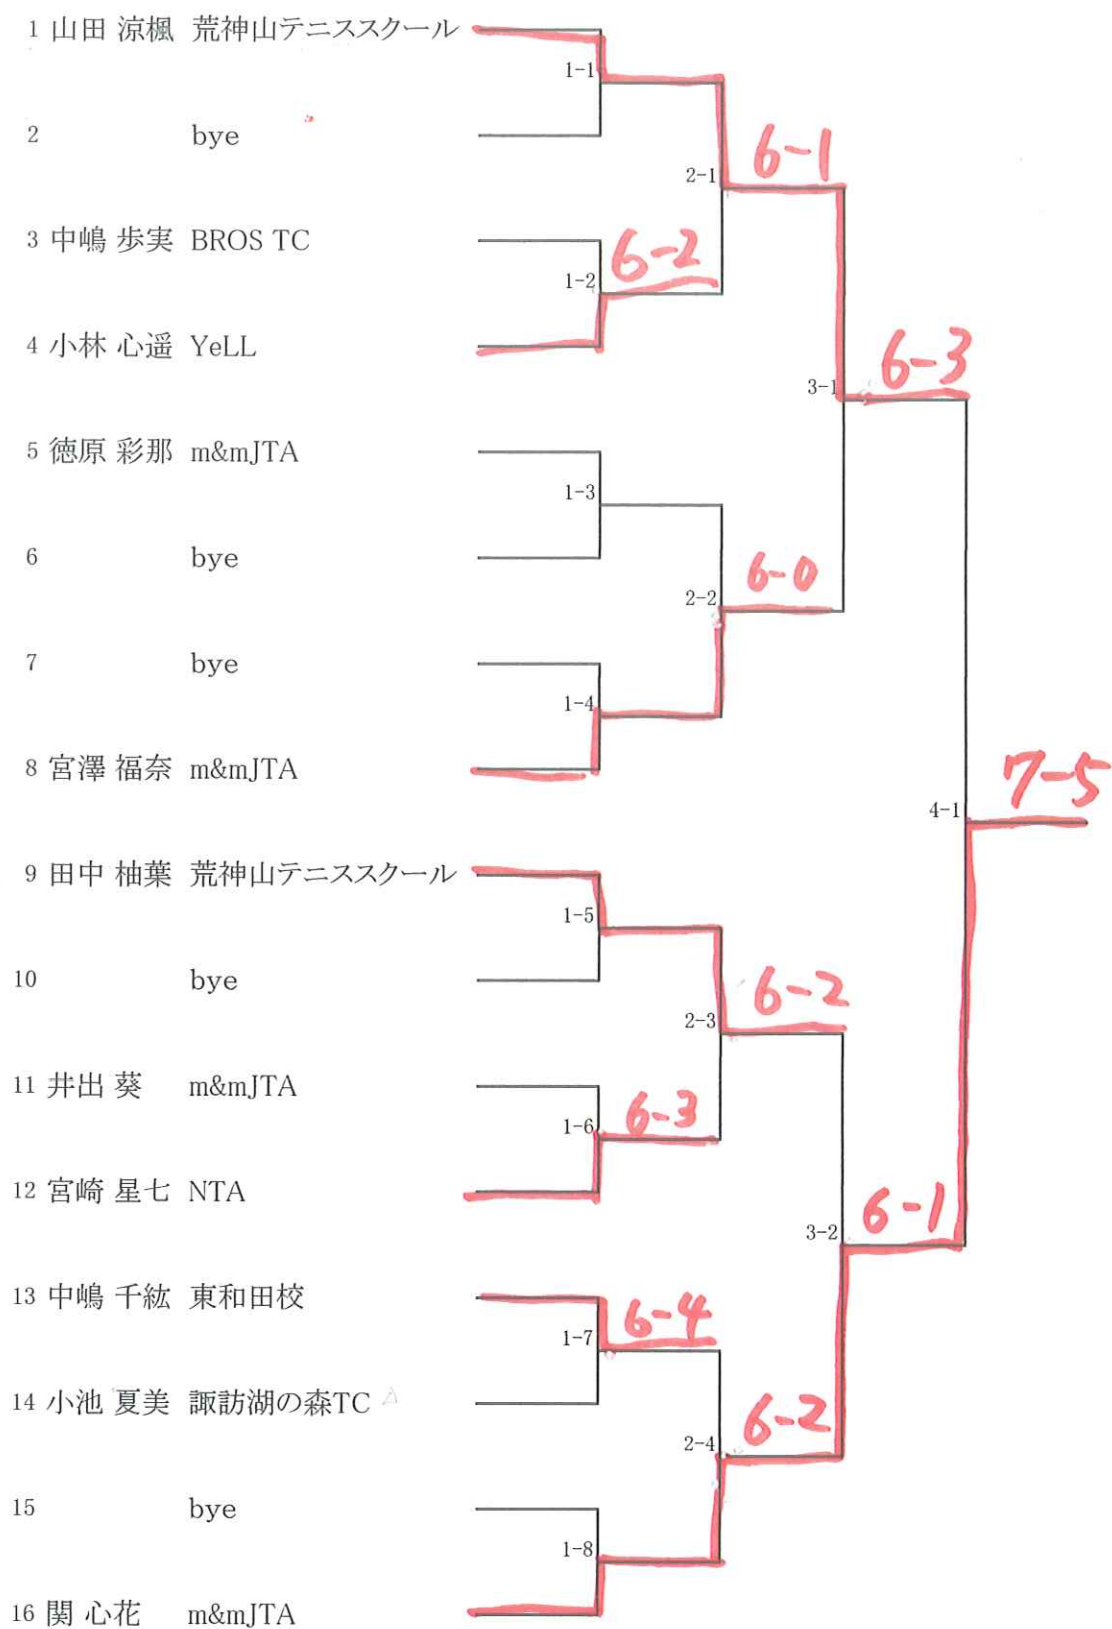 1 山田 涼楓 荒神山テニススクール
1-1
2 bye
2-1 6-1
3 中嶋 歩実 BROS TC
1-2 6-2
4 小林 心遥 YeLL
3-1 6-3
5 徳原 彩那 m&mJTA
1-3
6 bye
2-2 6-0
7 bye
1-4
8 宮澤 福奈 m&mJTA
4-1 7-5
9 田中 柚葉 荒神山テニススクール
1-5
10 bye
2-3 6-2
11 井出 葵 m&mJTA
1-6 6-3
12 宮崎 星七 NTA
3-2 6-1
13 中嶋 千紘 東和田校
1-7 6-4
14 小池 夏美 諏訪湖の森TC
2-4 6-2
15 bye
1-8
16 関 心花 m&mJTA